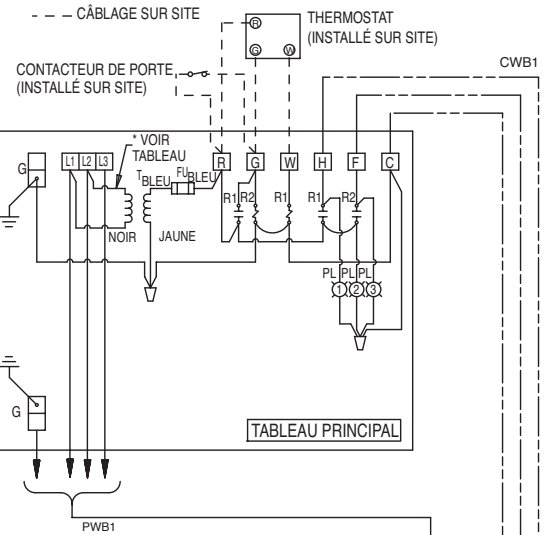 – – – CÂBLAGE SUR SITE
THERMOSTAT
(INSTALLÉ SUR SITE)
R
G W
CWB1
CONTACTEUR DE PORTE
(INSTALLÉ SUR SITE)
* VOIR
TABLEAU
G
L1 L2 L3
R G W H F C
T BLEU FU BLEU
R1 R2 R1 R1 R2
NOIR JAUNE
PL PL PL
1 2 3
G
TABLEAU PRINCIPAL
PWB1